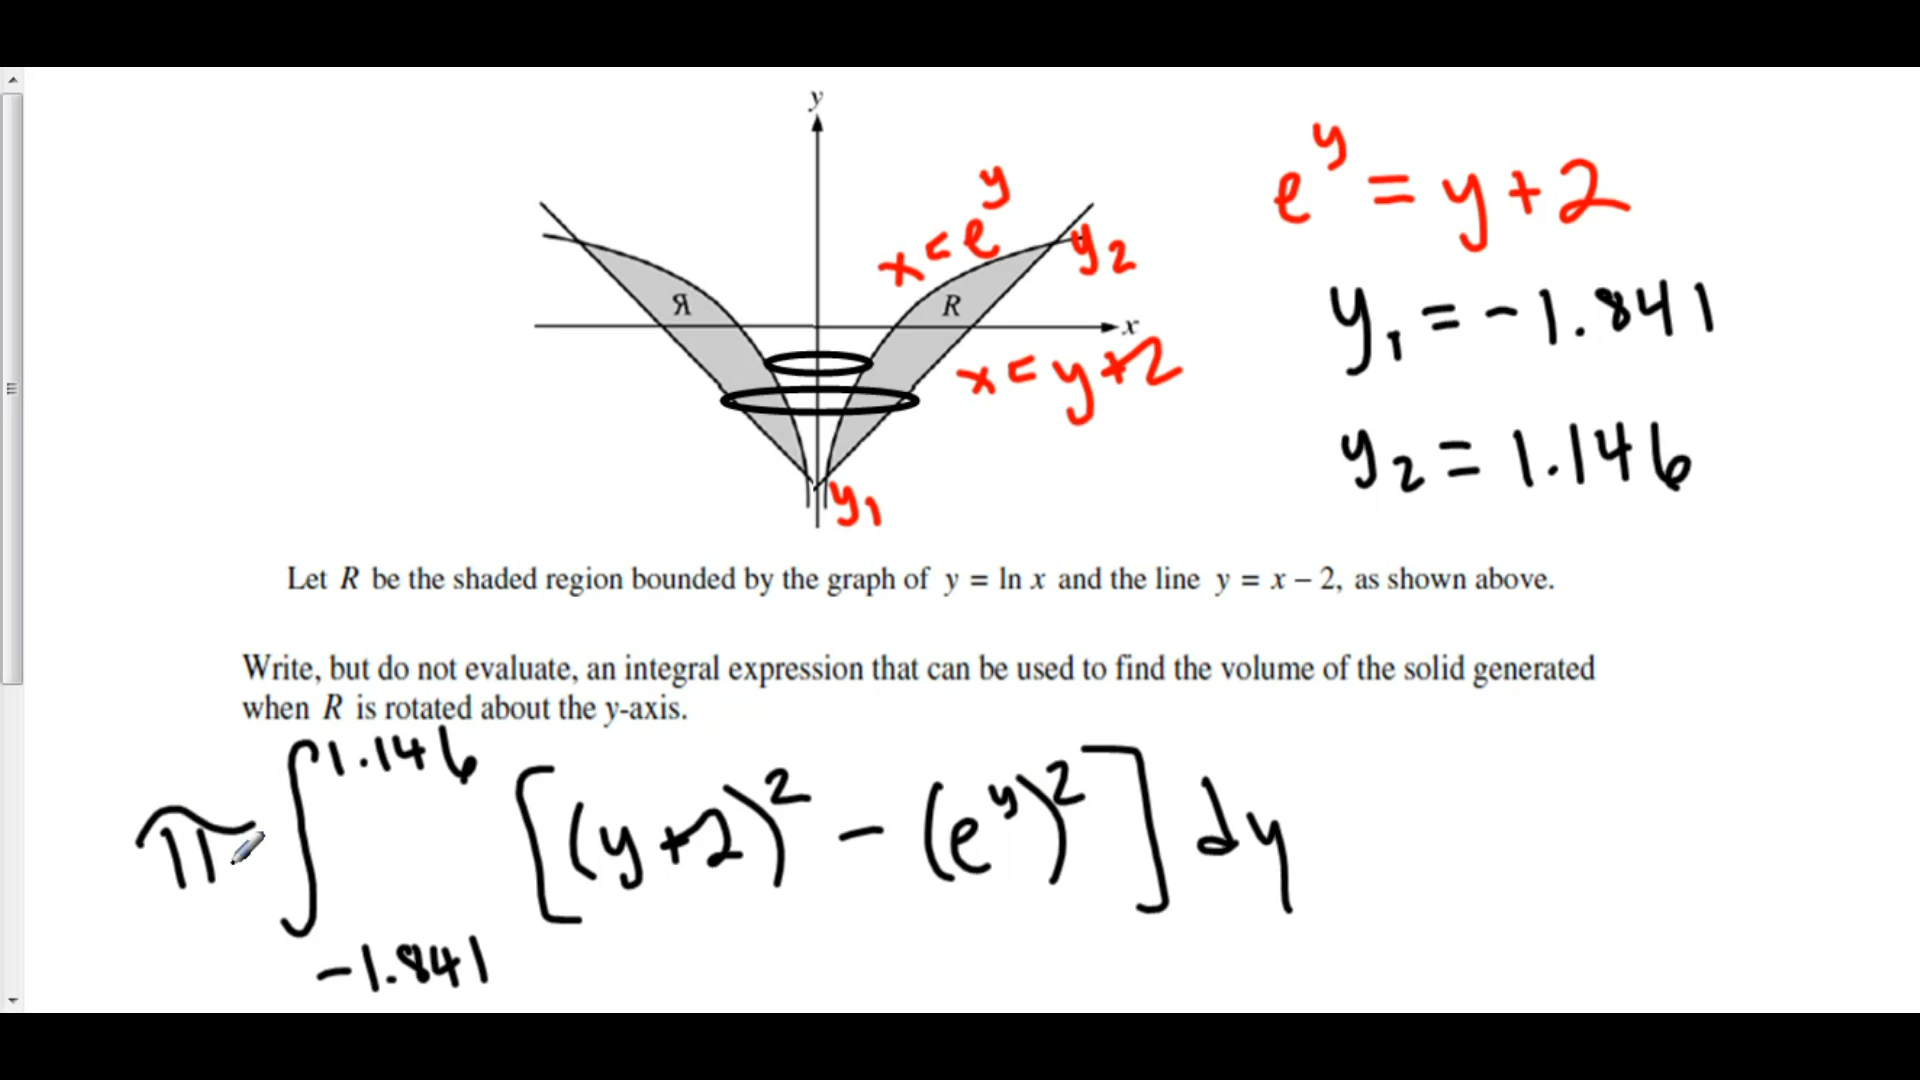 y
x = e^y
e^y = y + 2
y₂
Я
R
x
y₁ = -1.841
x = y + 2
y₂ = 1.146
y₁
Let R be the shaded region bounded by the graph of y = ln x and the line y = x – 2, as shown above.
Write, but do not evaluate, an integral expression that can be used to find the volume of the solid generated
when R is rotated about the y-axis.
π ∫_{-1.841}^{1.146} [(y+2)² - (e^y)²] dy